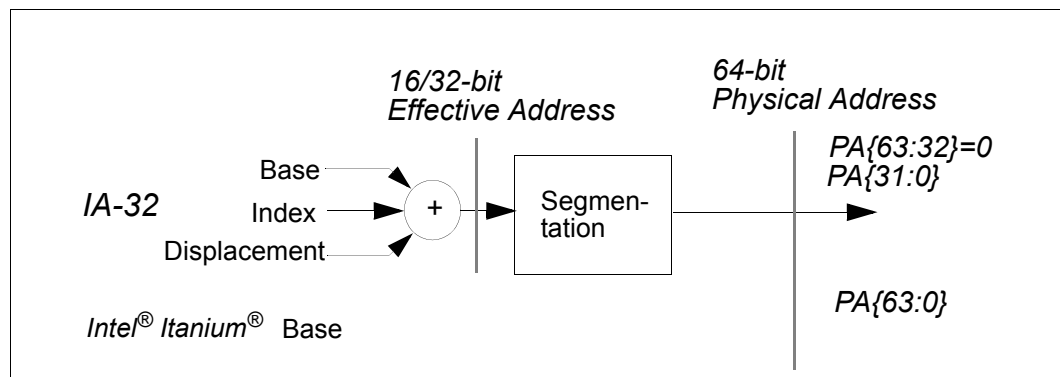 16/32-bit
Effective Address
64-bit
Physical Address
PA{63:32}=0
PA{31:0}
IA-32
Base
Index
Displacement
+
Segmen-
tation
PA{63:0}
Intel® Itanium® Base